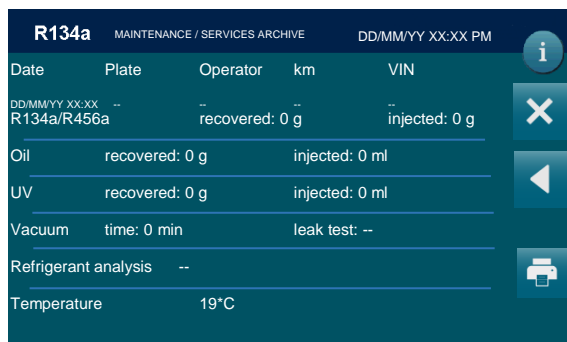 R134a MAINTENANCE / SERVICES ARCHIVE DD/MM/YY XX:XX PM
i
Date Plate Operator km VIN
DD/MM/YY XX:XX -- -- -- --
R134a/R456a recovered: 0 g injected: 0 g
Oil recovered: 0 g injected: 0 ml
UV recovered: 0 g injected: 0 ml
Vacuum time: 0 min leak test: --
Refrigerant analysis --
Temperature 19*C